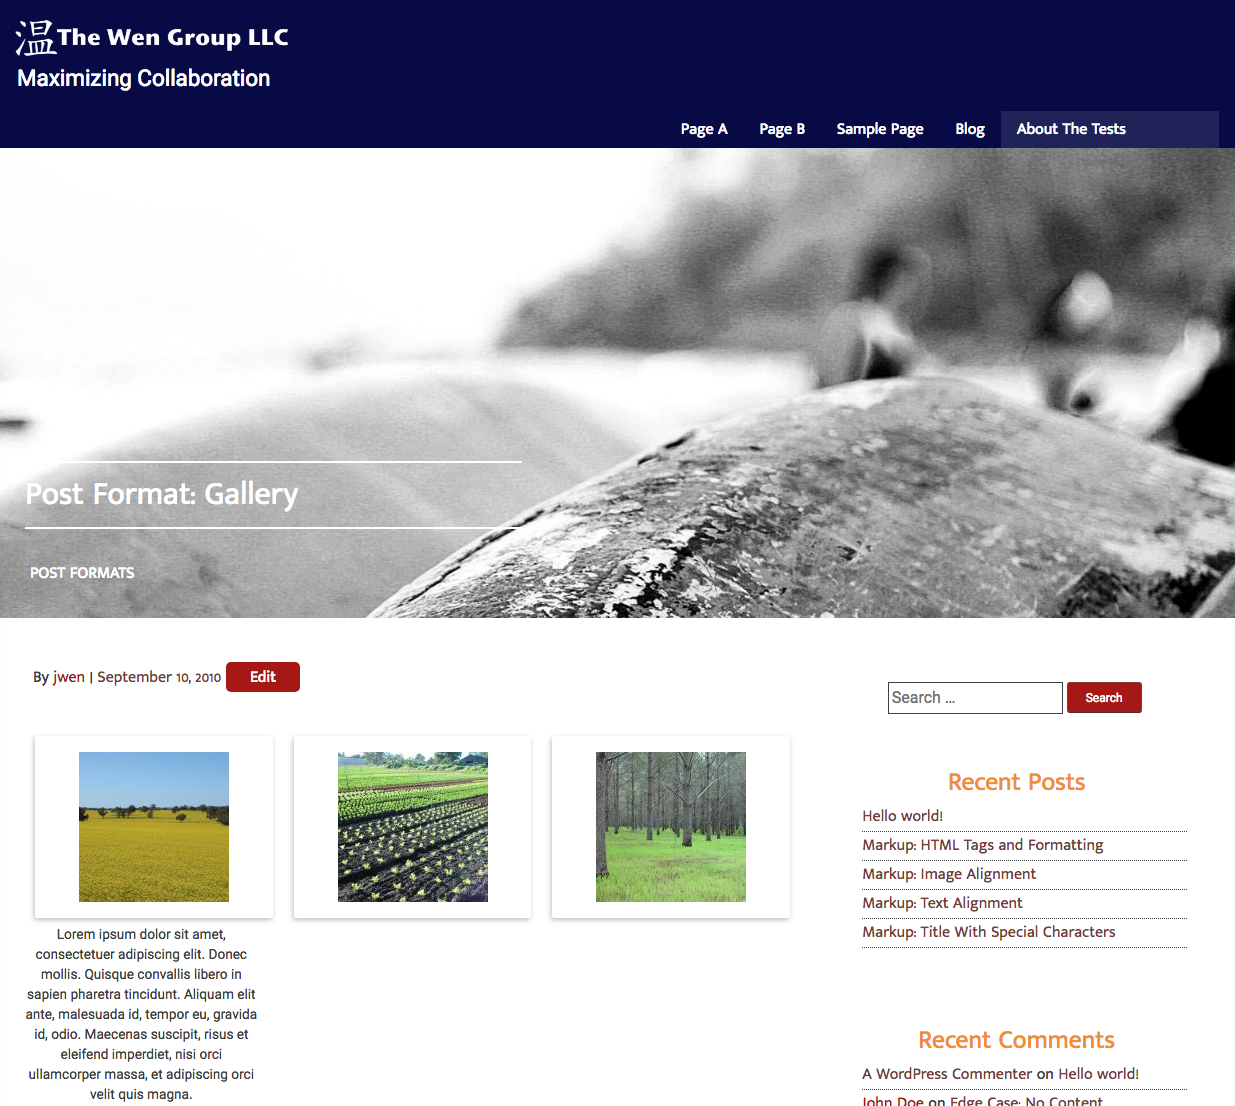 温The Wen Group LLC
Maximizing Collaboration
Page A Page B Sample Page Blog About The Tests
Post Format: Gallery
POST FORMATS
By jwen | September 10, 2010 Edit
Lorem ipsum dolor sit amet,
consectetuer adipiscing elit. Donec
mollis. Quisque convallis libero in
sapien pharetra tincidunt. Aliquam elit
ante, malesuada id, tempor eu, gravida
id, odio. Maecenas suscipit, risus et
eleifend imperdiet, nisi orci
ullamcorper massa, et adipiscing orci
velit quis magna.
Search ... Search
Recent Posts
Hello world!
Markup: HTML Tags and Formatting
Markup: Image Alignment
Markup: Text Alignment
Markup: Title With Special Characters
Recent Comments
A WordPress Commenter on Hello world!
John Doe on Edge Case: No Content